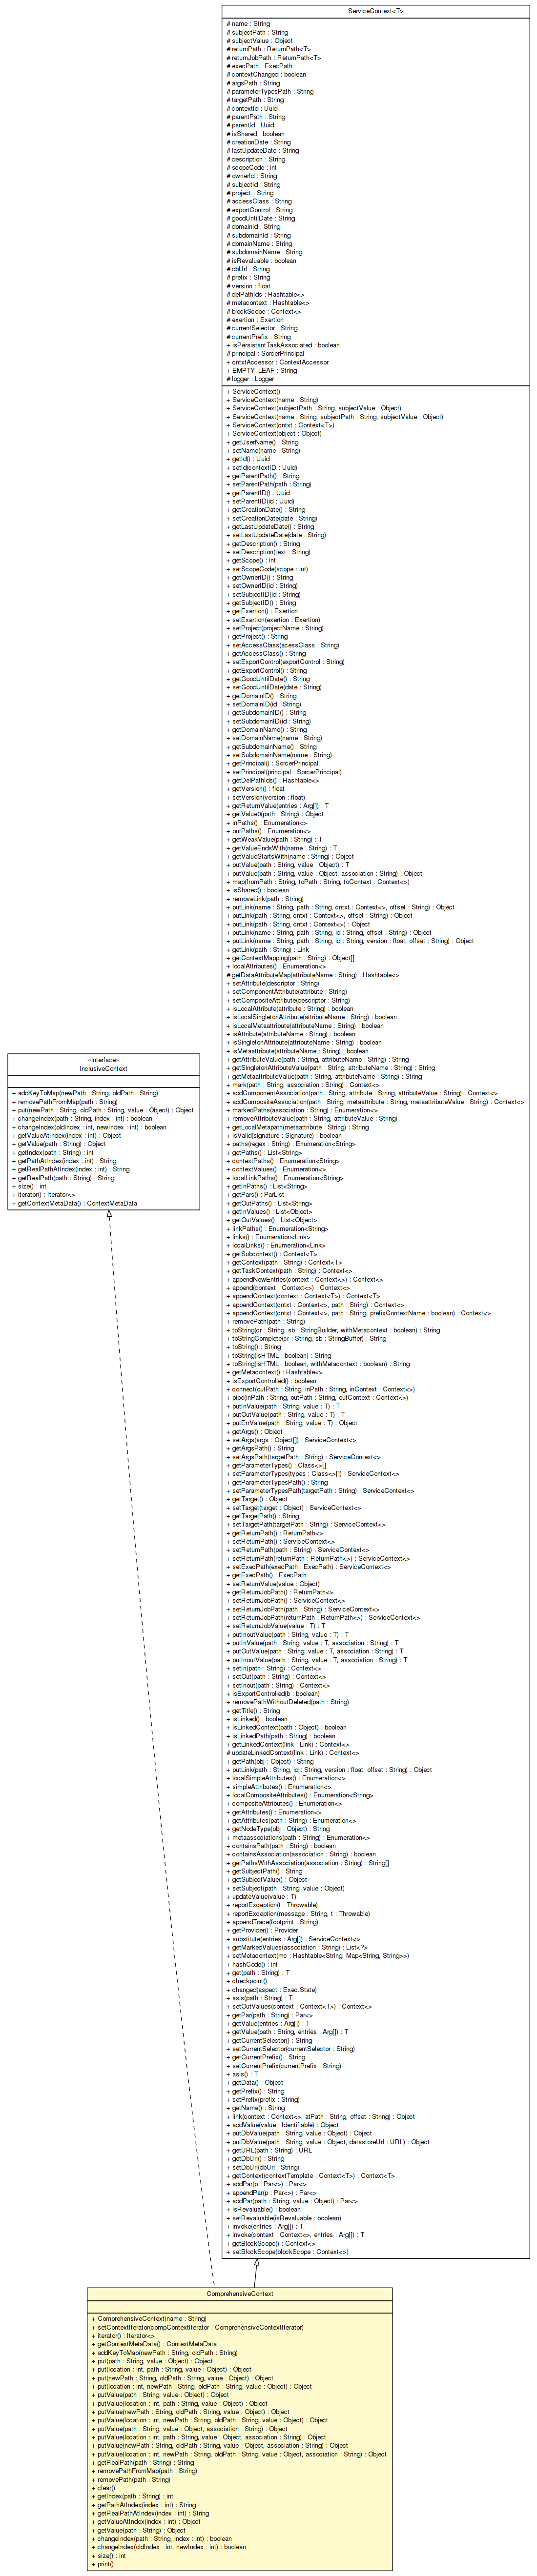 ServiceContext<T>
# name : String
# subjectPath : String
# subjectValue : Object
# returnPath : ReturnPath<T>
# returnJobPath : ReturnPath<T>
# execPath : ExecPath
# contextChanged : boolean
# argsPath : String
# parameterTypesPath : String
# targetPath : String
# contextId : Uuid
# parentPath : String
# parentId : Uuid
# isShared : boolean
# creationDate : String
# lastUpdateDate : String
# description : String
# scopeCode : int
# ownerId : String
# subjectId : String
# project : String
# accessClass : String
# exportControl : String
# goodUntilDate : String
# domainId : String
# subdomainId : String
# domainName : String
# subdomainName : String
# isRevaluable : boolean
# dbUrl : String
# prefix : String
# version : float
# delPathIds : Hashtable<>
# metacontext : Hashtable<>
# blockScope : Context<>
# exertion : Exertion
# currentSelector : String
# currentPrefix : String
+ isPersistantTaskAssociated : boolean
# principal : SorcerPrincipal
+ cntxtAccessor : ContextAccessor
+ EMPTY_LEAF : String
# logger : Logger
+ ServiceContext()
+ ServiceContext(name : String)
+ ServiceContext(subjectPath : String, subjectValue : Object)
+ ServiceContext(name : String, subjectPath : String, subjectValue : Object)
+ ServiceContext(cntxt : Context<T>)
+ ServiceContext(object : Object)
+ getUserName() : String
+ setName(name : String)
+ getId() : Uuid
+ setId(contextID : Uuid)
+ getParentPath() : String
+ setParentPath(path : String)
+ getParentID() : Uuid
+ setParentID(id : Uuid)
+ getCreationDate() : String
+ setCreationDate(date : String)
+ getLastUpdateDate() : String
+ setLastUpdateDate(date : String)
+ getDescription() : String
+ setDescription(text : String)
+ getScope() : int
+ setScopeCode(scope : int)
+ getOwnerID() : String
+ setOwnerID(id : String)
+ setSubjectID(id : String)
+ getSubjectID() : String
+ getExertion() : Exertion
+ setExertion(exertion : Exertion)
+ setProject(projectName : String)
+ getProject() : String
+ setAccessClass(acessClass : String)
+ getAccessClass() : String
+ setExportControl(exportControl : String)
+ getExportControl() : String
+ getGoodUntilDate() : String
+ setGoodUntilDate(date : String)
+ getDomainID() : String
+ setDomainID(id : String)
+ getSubdomainID() : String
+ setSubdomainID(id : String)
+ getDomainName() : String
+ setDomainName(name : String)
+ getSubdomainName() : String
+ setSubdomainName(name : String)
+ getPrincipal() : SorcerPrincipal
+ setPrincipal(principal : SorcerPrincipal)
+ getDelPathIds() : Hashtable<>
+ getVersion() : float
+ setVersion(version : float)
+ getReturnValue(entries : Arg[]) : T
+ getValue0(path : String) : Object
+ inPaths() : Enumeration<>
+ outPaths() : Enumeration<>
+ getWeakValue(path : String) : T
+ getValueEndsWith(name : String) : T
+ getValueStartsWith(name : String) : Object
+ putValue(path : String, value : Object) : T
+ putValue(path : String, value : Object, association : String) : Object
+ map(fromPath : String, toPath : String, toContext : Context<>)
+ isShared() : boolean
+ removeLink(path : String)
+ putLink(name : String, path : String, cntxt : Context<>, offset : String) : Object
+ putLink(path : String, cntxt : Context<>, offset : String) : Object
+ putLink(path : String, cntxt : Context<>) : Object
+ putLink(name : String, path : String, id : String, offset : String) : Object
+ putLink(name : String, path : String, id : String, version : float, offset : String) : Object
+ getLink(path : String) : Link
+ getContextMapping(path : String) : Object[]
+ localAttributes() : Enumeration<>
# getDataAttributeMap(attributeName : String) : Hashtable<>
+ setAttribute(descriptor : String)
+ setComponentAttribute(attribute : String)
+ setCompositeAttribute(descriptor : String)
+ isLocalAttribute(attribute : String) : boolean
+ isLocalSingletonAttribute(attributeName : String) : boolean
+ isLocalMetaattribute(attributeName : String) : boolean
+ isAttribute(attributeName : String) : boolean
+ isSingletonAttribute(attributeName : String) : boolean
+ isMetaattribute(attributeName : String) : boolean
+ getAttributeValue(path : String, attributeName : String) : String
+ getSingletonAttributeValue(path : String, attributeName : String) : String
+ getMetaattributeValue(path : String, attributeName : String) : String
+ mark(path : String, association : String) : Context<>
+ addComponentAssociation(path : String, attribute : String, attributeValue : String) : Context<>
+ addCompositeAssociation(path : String, metaattribute : String, metaattributeValue : String) : Context<>
+ markedPaths(association : String) : Enumeration<>
+ removeAttributeValue(path : String, attributeValue : String)
+ getLocalMetapath(metaattribute : String) : String
+ isValid(signature : Signature) : boolean
+ paths(regex : String) : Enumeration<String>
+ getPaths() : List<String>
+ contextPaths() : Enumeration<String>
+ contextValues() : Enumeration<>
+ localLinkPaths() : Enumeration<String>
+ getInPaths() : List<String>
+ getPars() : ParList
+ getOutPaths() : List<String>
+ getInValues() : List<Object>
+ getOutValues() : List<Object>
+ linkPaths() : Enumeration<String>
+ links() : Enumeration<Link>
+ localLinks() : Enumeration<Link>
+ getSubcontext() : Context<T>
+ getContext(path : String) : Context<T>
+ getTaskContext(path : String) : Context<>
+ appendNewEntries(context : Context<>) : Context<>
+ append(context : Context<>) : Context<>
+ appendContext(context : Context<T>) : Context<T>
+ appendContext(cntxt : Context<>, path : String) : Context<>
+ appendContext(cntxt : Context<>, path : String, prefixContextName : boolean) : Context<>
+ removePath(path : String)
+ toString(cr : String, sb : StringBuilder, withMetacontext : boolean) : String
+ toStringComplete(cr : String, sb : StringBuffer) : String
+ toString() : String
+ toString(isHTML : boolean) : String
+ toString(isHTML : boolean, withMetacontext : boolean) : String
+ getMetacontext() : Hashtable<>
+ isExportControlled() : boolean
+ connect(outPath : String, inPath : String, inContext : Context<>)
+ pipe(inPath : String, outPath : String, outContext : Context<>)
+ putInValue(path : String, value : T) : T
+ putOutValue(path : String, value : T) : T
+ putErrValue(path : String, value : T) : Object
+ getArgs() : Object
+ setArgs(args : Object[]) : ServiceContext<>
+ getArgsPath() : String
+ setArgsPath(targetPath : String) : ServiceContext<>
+ getParameterTypes() : Class<>[]
+ setParameterTypes(types : Class<>[]) : ServiceContext<>
+ getParameterTypesPath() : String
+ setParameterTypesPath(targetPath : String) : ServiceContext<>
+ getTarget() : Object
+ setTarget(target : Object) : ServiceContext<>
+ getTargetPath() : String
+ setTargetPath(targetPath : String) : ServiceContext<>
+ getReturnPath() : ReturnPath<>
+ setReturnPath() : ServiceContext<>
+ setReturnPath(path : String) : ServiceContext<>
+ setReturnPath(returnPath : ReturnPath<>) : ServiceContext<>
+ setExecPath(execPath : ExecPath) : ServiceContext<>
+ getExecPath() : ExecPath
+ setReturnValue(value : Object)
+ getReturnJobPath() : ReturnPath<>
+ setReturnJobPath() : ServiceContext<>
+ setReturnJobPath(path : String) : ServiceContext<>
+ setReturnJobPath(returnPath : ReturnPath<>) : ServiceContext<>
+ setReturnJobValue(value : T) : T
+ putInoutValue(path : String, value : T) : T
+ putInValue(path : String, value : T, association : String) : T
+ putOutValue(path : String, value : T, association : String) : T
+ putInoutValue(path : String, value : T, association : String) : T
+ setIn(path : String) : Context<>
+ setOut(path : String) : Context<>
+ setInout(path : String) : Context<>
+ isExportControlled(b : boolean)
+ removePathWithoutDeleted(path : String)
+ getTitle() : String
+ isLinked() : boolean
+ isLinkedContext(path : Object) : boolean
+ isLinkedPath(path : String) : boolean
+ getLinkedContext(link : Link) : Context<>
# updateLinkedContext(link : Link) : Context<>
+ getPath(obj : Object) : String
+ putLink(path : String, id : String, version : float, offset : String) : Object
+ localSimpleAttributes() : Enumeration<>
+ simpleAttributes() : Enumeration<>
+ localCompositeAttributes() : Enumeration<String>
+ compositeAttributes() : Enumeration<>
+ getAttributes() : Enumeration<>
+ getAttributes(path : String) : Enumeration<>
+ getNodeType(obj : Object) : String
+ metaassociations(path : String) : Enumeration<>
+ containsPath(path : String) : boolean
+ containsAssociation(association : String) : boolean
+ getPathsWithAssociation(association : String) : String[]
+ getSubjectPath() : String
+ getSubjectValue() : Object
+ setSubject(path : String, value : Object)
+ updateValue(value : T)
+ reportException(t : Throwable)
+ reportException(message : String, t : Throwable)
+ appendTrace(footprint : String)
+ getProvider() : Provider
+ substitute(entries : Arg[]) : ServiceContext<>
+ getMarkedValues(association : String) : List<?>
+ setMetacontext(mc : Hashtable<String, Map<String, String>>)
+ hashCode() : int
+ get(path : String) : T
+ checkpoint()
+ changed(aspect : Exec.State)
+ asis(path : String) : T
+ setOutValues(context : Context<T>) : Context<>
+ getPar(path : String) : Par<>
+ getValue(entries : Arg[]) : T
+ getValue(path : String, entries : Arg[]) : T
+ getCurrentSelector() : String
+ setCurrentSelector(currentSelector : String)
+ getCurrentPrefix() : String
+ setCurrentPrefix(currentPrefix : String)
+ asis() : T
+ getData() : Object
+ getPrefix() : String
+ setPrefix(prefix : String)
+ getName() : String
+ link(context : Context<>, atPath : String, offset : String) : Object
+ addValue(value : Identifiable) : Object
+ putDbValue(path : String, value : Object) : Object
+ putDbValue(path : String, value : Object, datastoreUrl : URL) : Object
+ getURL(path : String) : URL
+ getDbUrl() : String
+ setDbUrl(dbUrl : String)
+ getContext(contextTemplate : Context<T>) : Context<T>
+ addPar(p : Par<>) : Par<>
+ appendPar(p : Par<>) : Par<>
+ addPar(path : String, value : Object) : Par<>
+ isRevaluable() : boolean
+ setRevaluable(isRevaluable : boolean)
+ invoke(entries : Arg[]) : T
+ invoke(context : Context<>, entries : Arg[]) : T
+ getBlockScope() : Context<>
+ setBlockScope(blockScope : Context<>)
«interface»
InclusiveContext
+ addKeyToMap(newPath : String, oldPath : String)
+ removePathFromMap(path : String)
+ put(newPath : String, oldPath : String, value : Object) : Object
+ changeIndex(path : String, index : int) : boolean
+ changeIndex(oldIndex : int, newIndex : int) : boolean
+ getValueAtIndex(index : int) : Object
+ getValue(path : String) : Object
+ getIndex(path : String) : int
+ getPathAtIndex(index : int) : String
+ getRealPathAtIndex(index : int) : String
+ getRealPath(path : String) : String
+ size() : int
+ iterator() : Iterator<>
+ getContextMetaData() : ContextMetaData
ComprehensiveContext
+ ComprehensiveContext(name : String)
+ setContextIterator(compContextIterator : ComprehensiveContextIterator)
+ iterator() : Iterator<>
+ getContextMetaData() : ContextMetaData
+ addKeyToMap(newPath : String, oldPath : String)
+ put(path : String, value : Object) : Object
+ put(location : int, path : String, value : Object) : Object
+ put(newPath : String, oldPath : String, value : Object) : Object
+ put(location : int, newPath : String, oldPath : String, value : Object) : Object
+ putValue(path : String, value : Object) : Object
+ putValue(location : int, path : String, value : Object) : Object
+ putValue(newPath : String, oldPath : String, value : Object) : Object
+ putValue(location : int, newPath : String, oldPath : String, value : Object) : Object
+ putValue(path : String, value : Object, association : String) : Object
+ putValue(location : int, path : String, value : Object, association : String) : Object
+ putValue(newPath : String, oldPath : String, value : Object, association : String) : Object
+ putValue(location : int, newPath : String, oldPath : String, value : Object, association : String) : Object
+ getRealPath(path : String) : String
+ removePathFromMap(path : String)
+ removePath(path : String)
+ clear()
+ getIndex(path : String) : int
+ getPathAtIndex(index : int) : String
+ getRealPathAtIndex(index : int) : String
+ getValueAtIndex(index : int) : Object
+ getValue(path : String) : Object
+ changeIndex(path : String, index : int) : boolean
+ changeIndex(oldIndex : int, newIndex : int) : boolean
+ size() : int
+ print()